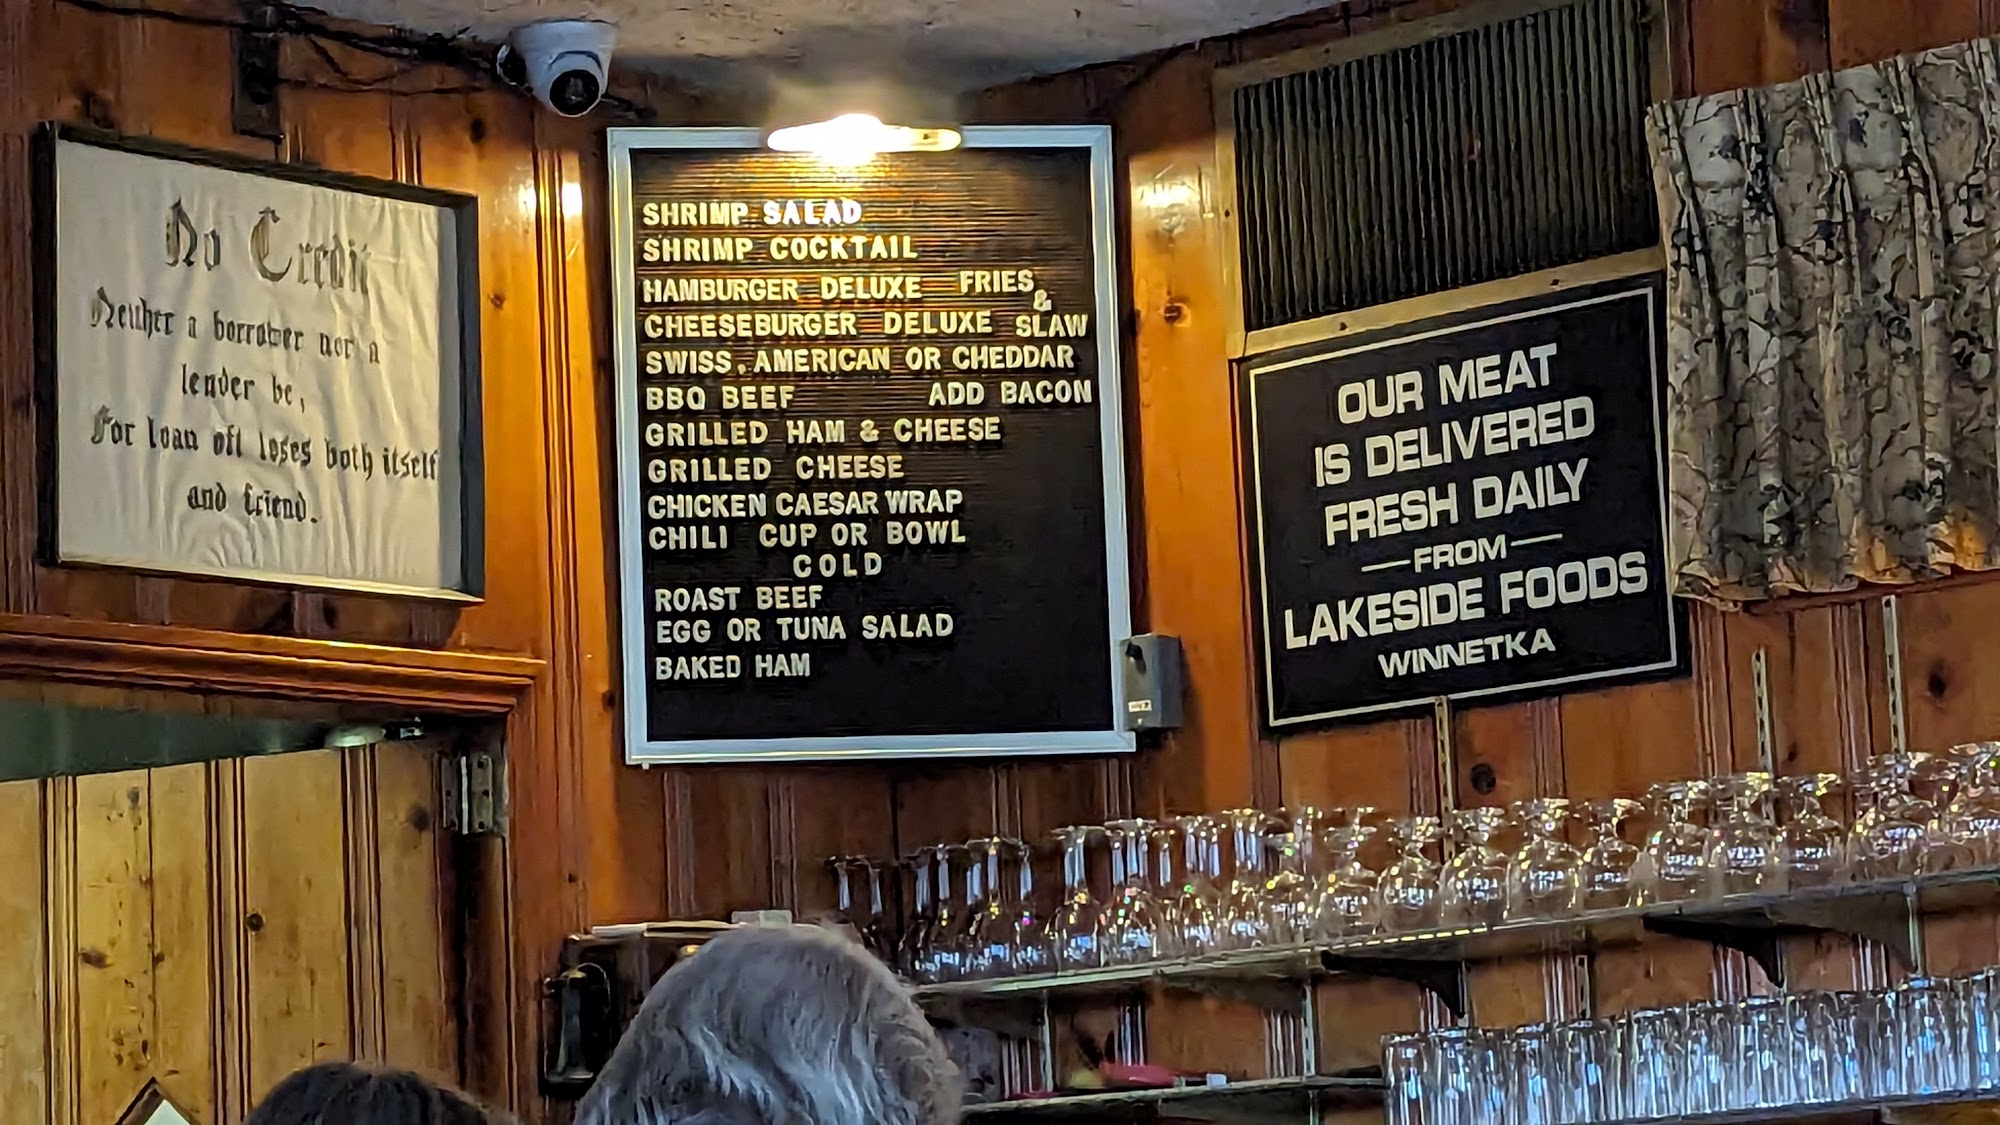 No Credit
Neither a borrower nor a
lender be,
For loan oft loses both itself
and friend.
SHRIMP SALAD
SHRIMP COCKTAIL
HAMBURGER DELUXE FRIES
&
CHEESEBURGER DELUXE SLAW
SWISS, AMERICAN OR CHEDDAR
BBQ BEEF ADD BACON
GRILLED HAM & CHEESE
GRILLED CHEESE
CHICKEN CAESAR WRAP
CHILI CUP OR BOWL
COLD
ROAST BEEF
EGG OR TUNA SALAD
BAKED HAM
OUR MEAT
IS DELIVERED
FRESH DAILY
—FROM—
LAKESIDE FOODS
WINNETKA